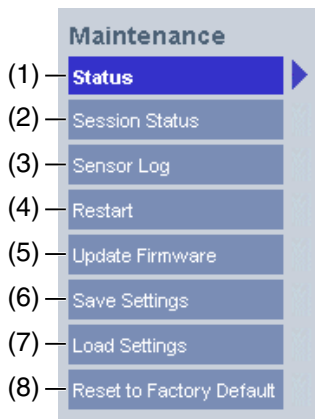 Maintenance
(1) Status
(2) Session Status
(3) Sensor Log
(4) Restart
(5) Update Firmware
(6) Save Settings
(7) Load Settings
(8) Reset to Factory Default